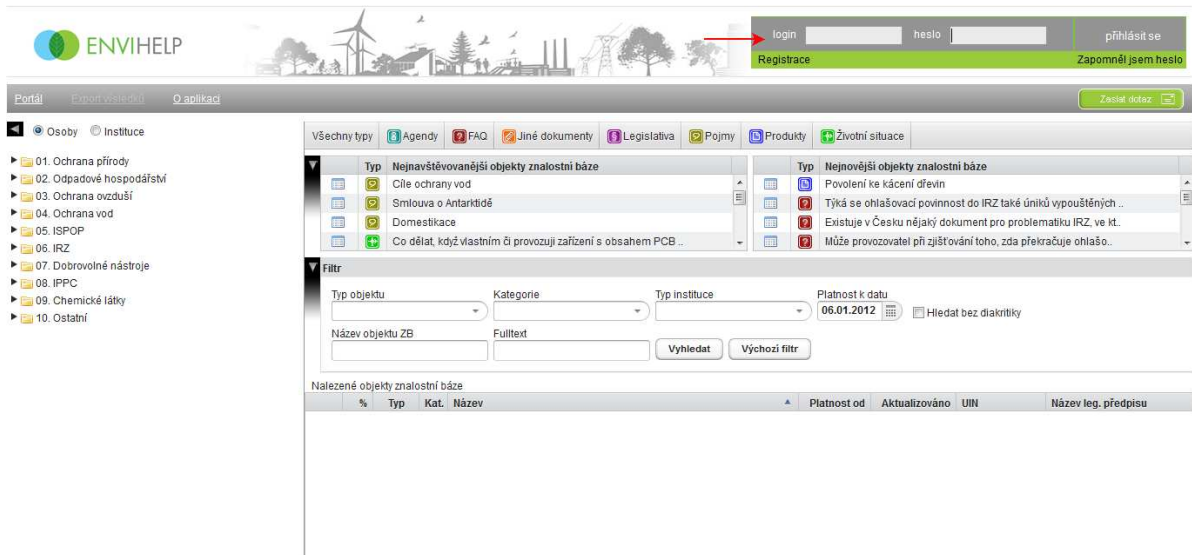 ENVIHELP
login heslo přihlásit se
Registrace Zapomněl jsem heslo
Portál Export výsledků O aplikaci Zaslat dotaz
Osoby Instituce
01. Ochrana přírody
02. Odpadové hospodářství
03. Ochrana ovzduší
04. Ochrana vod
05. ISPOP
06. IRZ
07. Dobrovolné nástroje
08. IPPC
09. Chemické látky
10. Ostatní
Všechny typy Agendy FAQ Jiné dokumenty Legislativa Pojmy Produkty Životní situace
Typ Nejnavštěvovanější objekty znalostní báze
Cíle ochrany vod
Smlouva o Antarktidě
Domestikace
Co dělat, když vlastním či provozuji zařízení s obsahem PCB ..
Typ Nejnovější objekty znalostní báze
Povolení ke kácení dřevin
Týká se ohlašovací povinnost do IRZ také úniků vypouštěných ..
Existuje v Česku nějaký dokument pro problematiku IRZ, ve kt..
Může provozovatel při zjišťování toho, zda překračuje ohlašo..
Filtr
Typ objektu Kategorie Typ instituce Platnost k datu
06.01.2012 Hledat bez diakritiky
Název objektu ZB Fulltext
Vyhledat Výchozí filtr
Nalezené objekty znalostní báze
% Typ Kat. Název Platnost od Aktualizováno UIN Název leg. předpisu